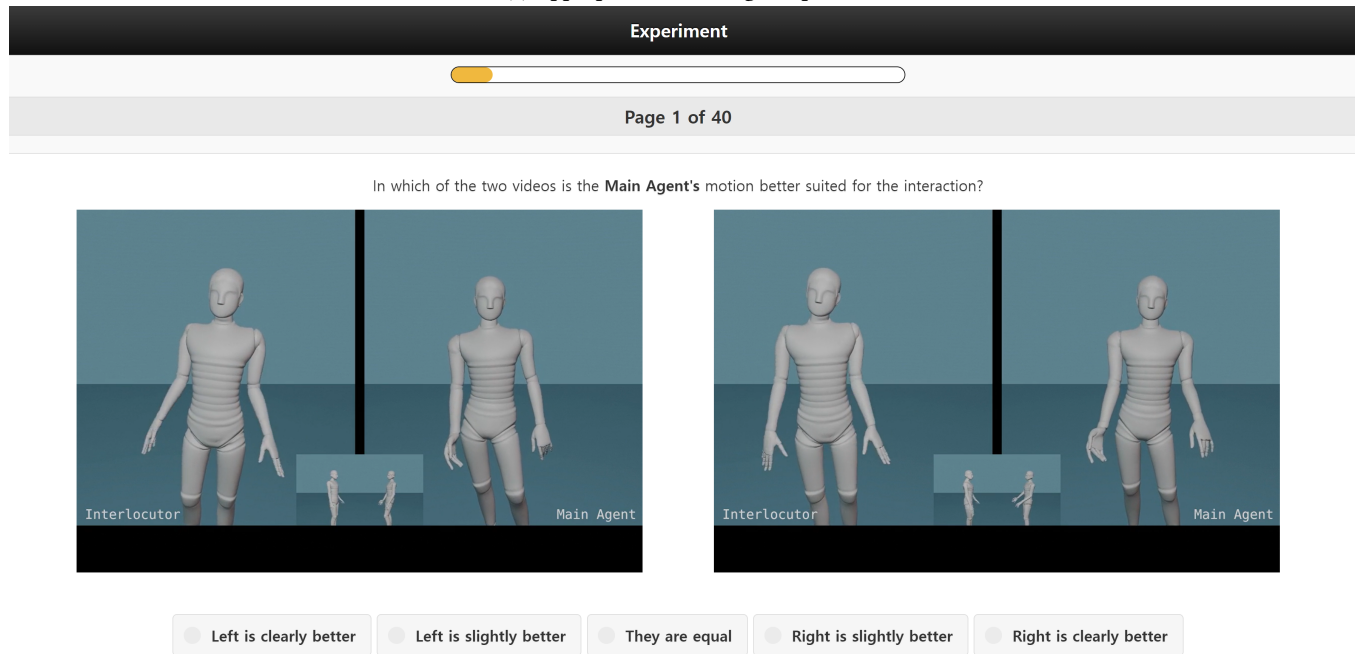 Experiment
Page 1 of 40
In which of the two videos is the Main Agent's motion better suited for the interaction?
Interlocutor Main Agent Interlocutor Main Agent
Left is clearly better Left is slightly better They are equal Right is slightly better Right is clearly better